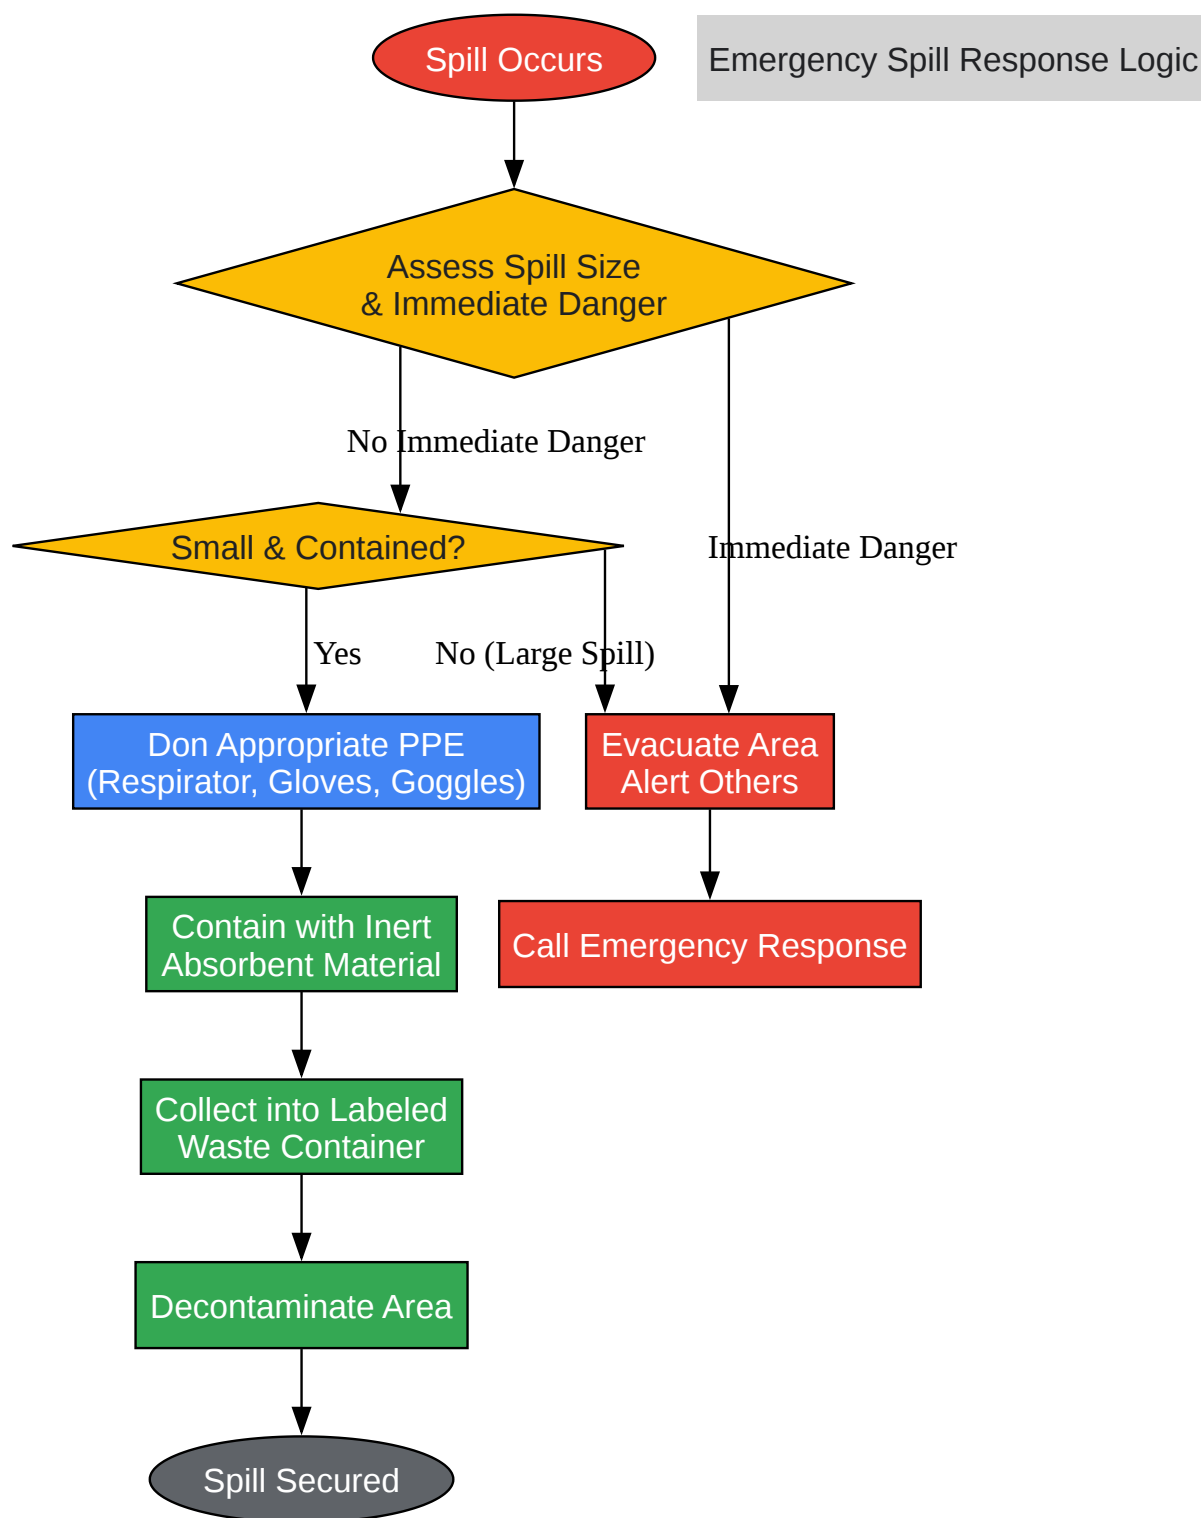 Spill Occurs
Emergency Spill Response Logic
Assess Spill Size
& Immediate Danger
No Immediate Danger
Small & Contained?
Immediate Danger
Yes
No (Large Spill)
Don Appropriate PPE
(Respirator, Gloves, Goggles)
Evacuate Area
Alert Others
Contain with Inert
Absorbent Material
Call Emergency Response
Collect into Labeled
Waste Container
Decontaminate Area
Spill Secured